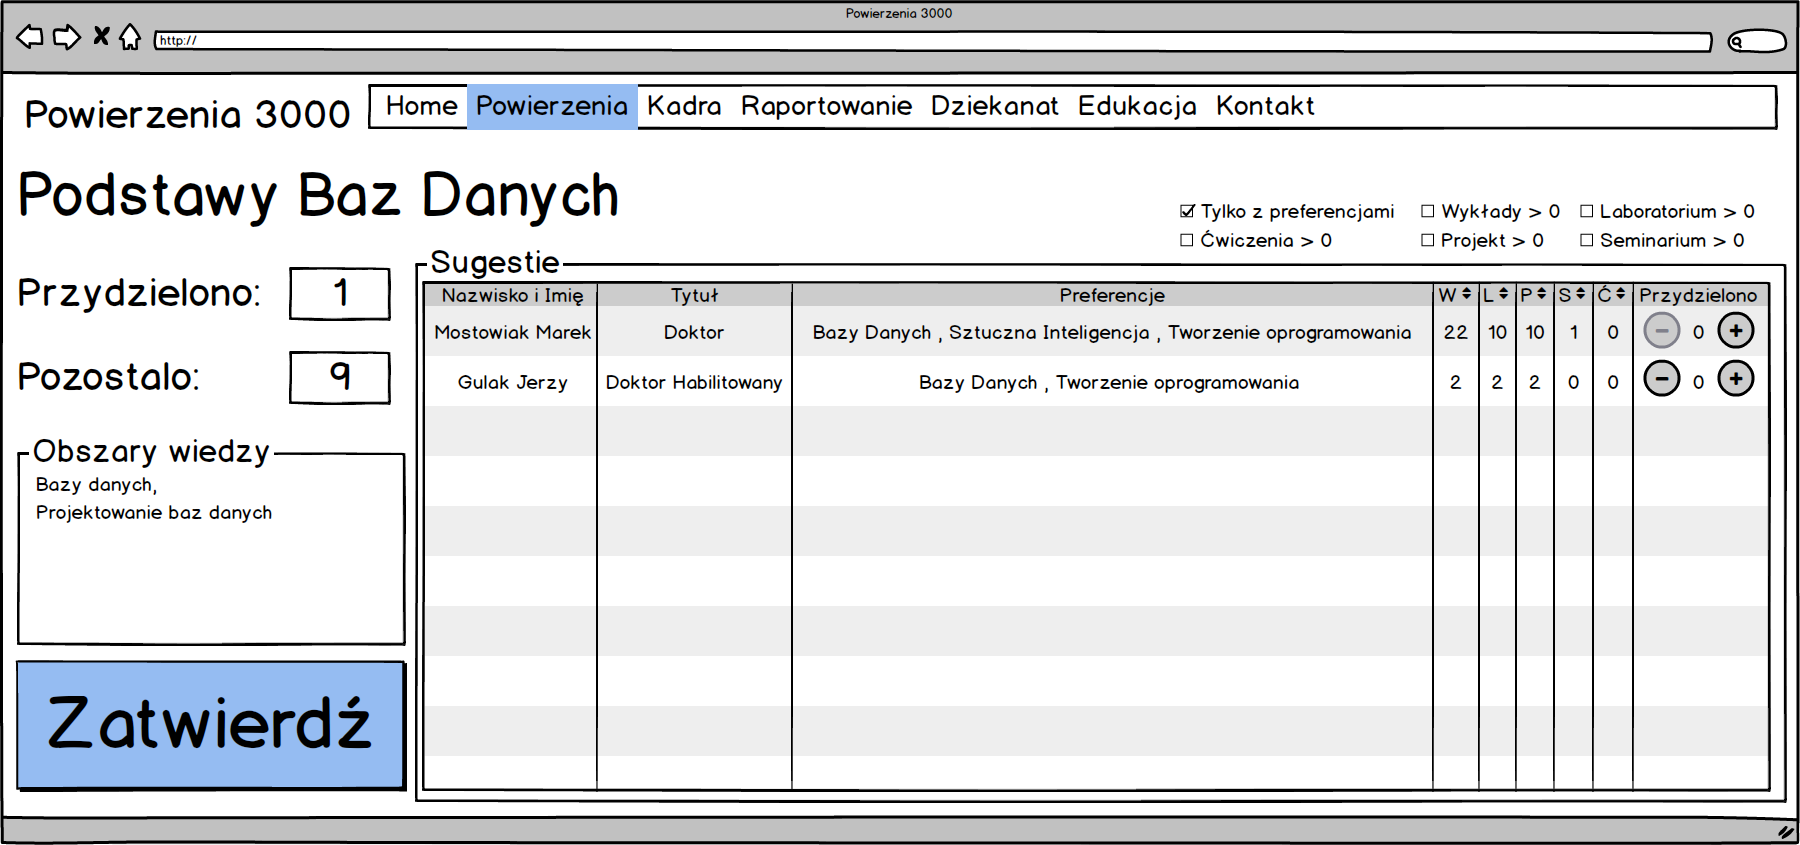 Powierzenia 3000
http://
Powierzenia 3000
Home Powierzenia Kadra Raportowanie Dziekanat Edukacja Kontakt
Podstawy Baz Danych
Tylko z preferencjami Wykłady > 0 Laboratorium > 0
Ćwiczenia > 0 Projekt > 0 Seminarium > 0
Przydzielono: 1
Pozostalo: 9
Obszary wiedzy
Bazy danych,
Projektowanie baz danych
Zatwierdź
Sugestie
Nazwisko i Imię Tytuł Preferencje W L P S Ć Przydzielono
Mostowiak Marek Doktor Bazy Danych , Sztuczna Inteligencja , Tworzenie oprogramowania 22 10 10 1 0 - 0 +
Gulak Jerzy Doktor Habilitowany Bazy Danych , Tworzenie oprogramowania 2 2 2 0 0 - 0 +